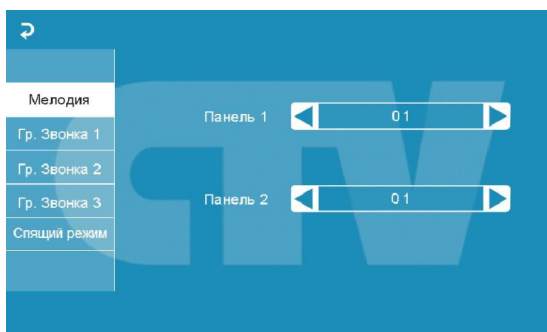 Мелодия
Гр. Звонка 1
Гр. Звонка 2
Гр. Звонка 3
Спящий режим
Панель 1 01
Панель 2 01
CTV